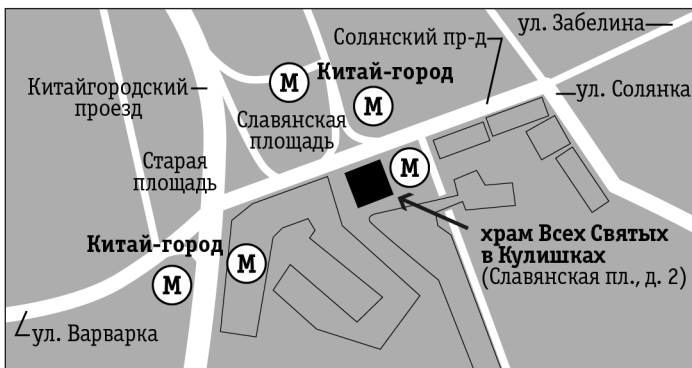 ул. Забелина
Солянский пр-д
М
Китай-город
Китайгородский
проезд
ул. Солянка
М
Славянская
площадь
Старая
площадь
М
храм Всех Святых
в Кулишках
(Славянская пл., д. 2)
Китай-город
М
М
ул. Варварка